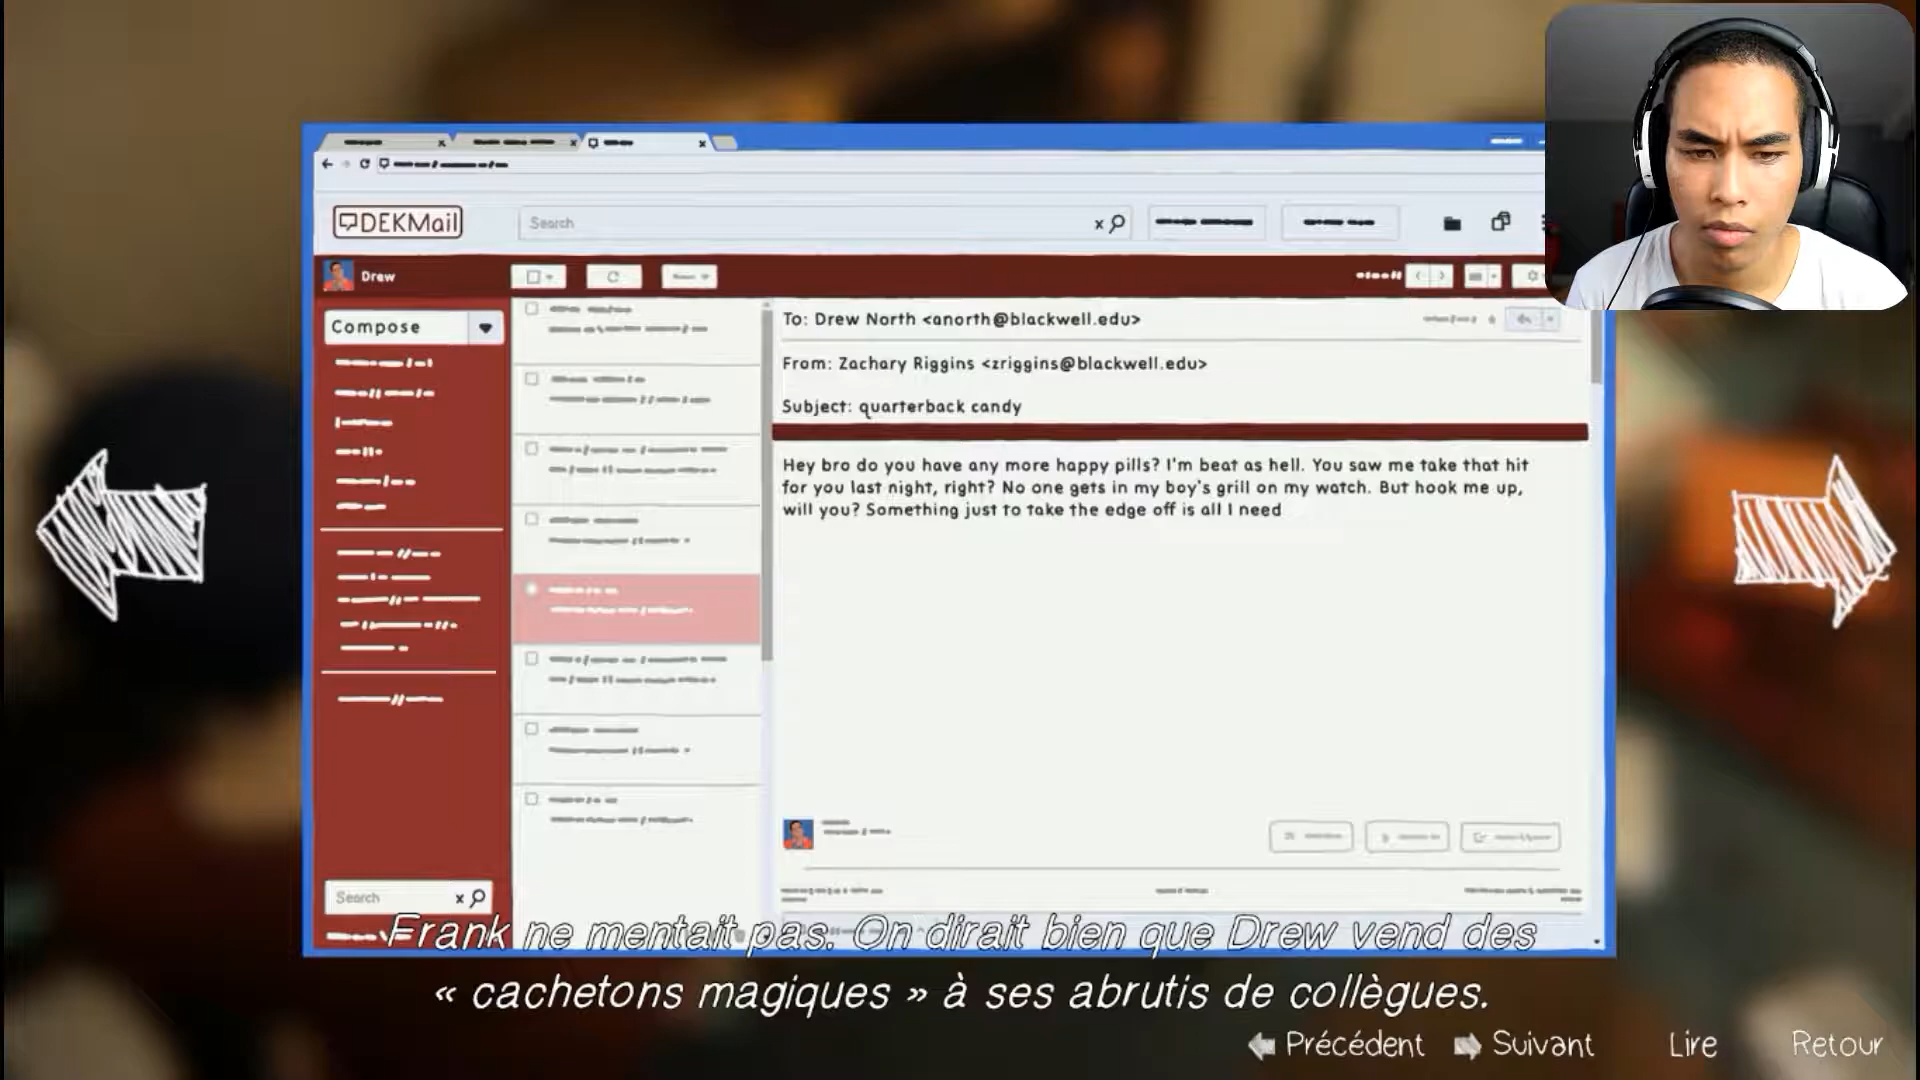 DEKMail
Search
x
Drew
Compose
To: Drew North <anorth@blackwell.edu>
From: Zachary Riggins <zriggins@blackwell.edu>
Subject: quarterback candy
Hey bro do you have any more happy pills? I'm beat as hell. You saw me take that hit
for you last night, right? No one gets in my boy's grill on my watch. But hook me up,
will you? Something just to take the edge off is all I need
Search
x
Frank ne mentait pas. On dirait bien que Drew vend des
« cachetons magiques » à ses abrutis de collègues.
Précédent
Suivant
Lire
Retour